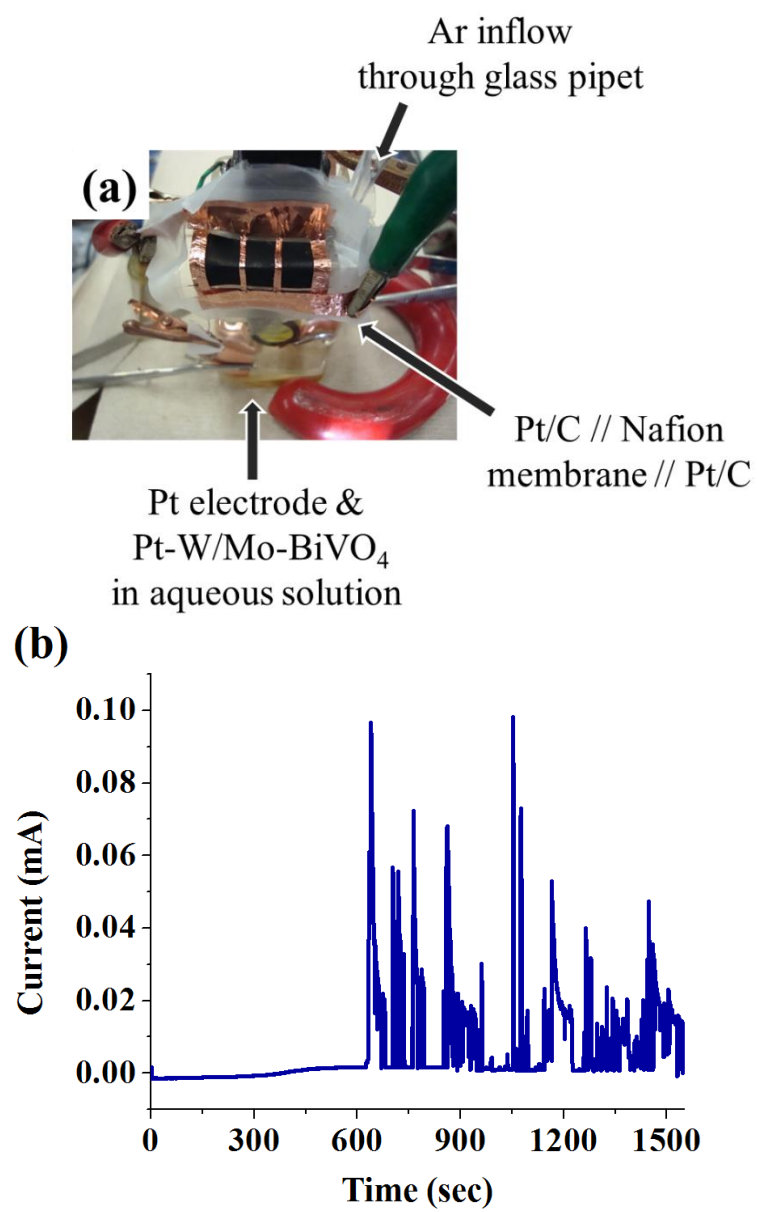 Ar inflow
through glass pipet
(a)
Pt/C // Nafion
membrane // Pt/C
Pt electrode &
Pt-W/Mo-BiVO₄
in aqueous solution
(b)
0.10
0.08
0.06
0.04
0.02
0.00
Current (mA)
0 300 600 900 1200 1500
Time (sec)